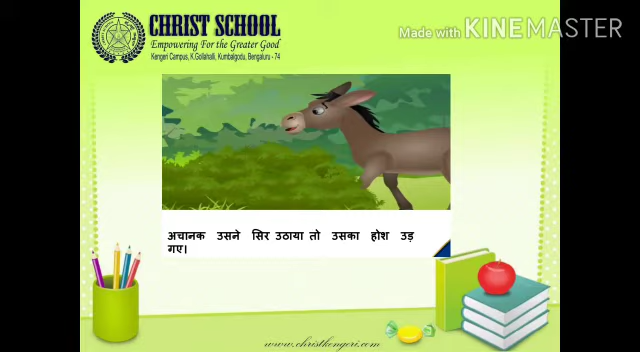 CHRIST SCHOOL
Empowering For the Greater Good
Kengeri Campus, K.Gollahalli, Kumbalgodu, Bengaluru - 74
Made with KINEMASTER
अचानक उसने सिर उठाया तो उसका होश उड़
गए।
www.christkengeri.com